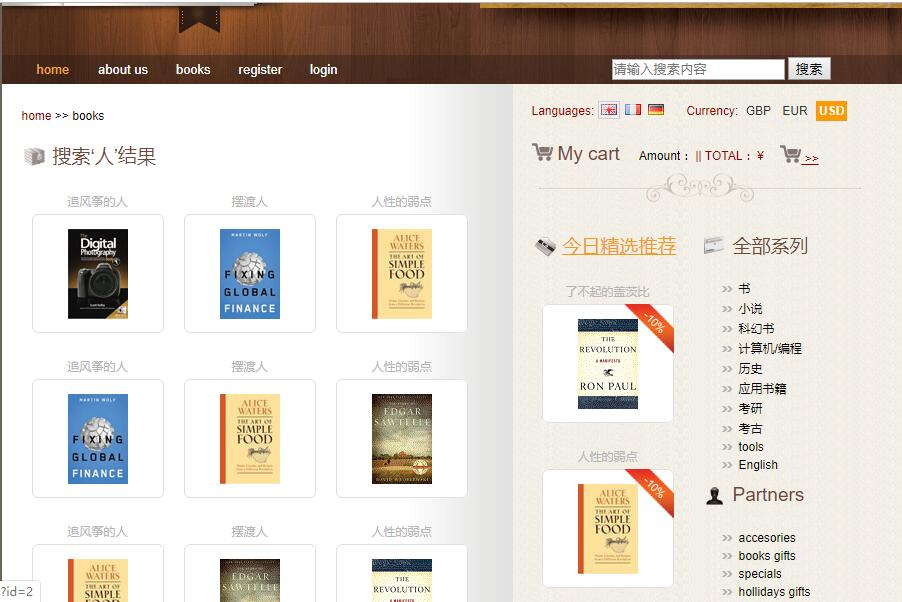 home about us books register login 请输入搜索内容 搜索
home >> books
Languages: Currency: GBP EUR USD
搜索‘人’结果
My cart Amount : || TOTAL : ¥ >>
追风筝的人 摆渡人 人性的弱点
The Digital Photography
MARTIN WOLF
FIXING
GLOBAL
FINANCE
ALICE
WATERS
THE ART OF
SIMPLE
FOOD
追风筝的人 摆渡人 人性的弱点
MARTIN WOLF
FIXING
GLOBAL
FINANCE
ALICE
WATERS
THE ART OF
SIMPLE
FOOD
EDGAR
SAWTELLE
DAVID WROBLEWSKI
追风筝的人 摆渡人 人性的弱点
ALICE
WATERS
THE ART OF
SIMPLE
EDGAR
SAWTELLE
THE
REVOLUTION
今日精选推荐
了不起的盖茨比
-10%
THE
REVOLUTION
A MANIFESTO
RON PAUL
人性的弱点
-10%
ALICE
WATERS
THE ART OF
SIMPLE
FOOD
全部系列
书
小说
科幻书
计算机/编程
历史
应用书籍
考研
考古
tools
English
Partners
accesories
books gifts
specials
hollidays gifts
?id=2